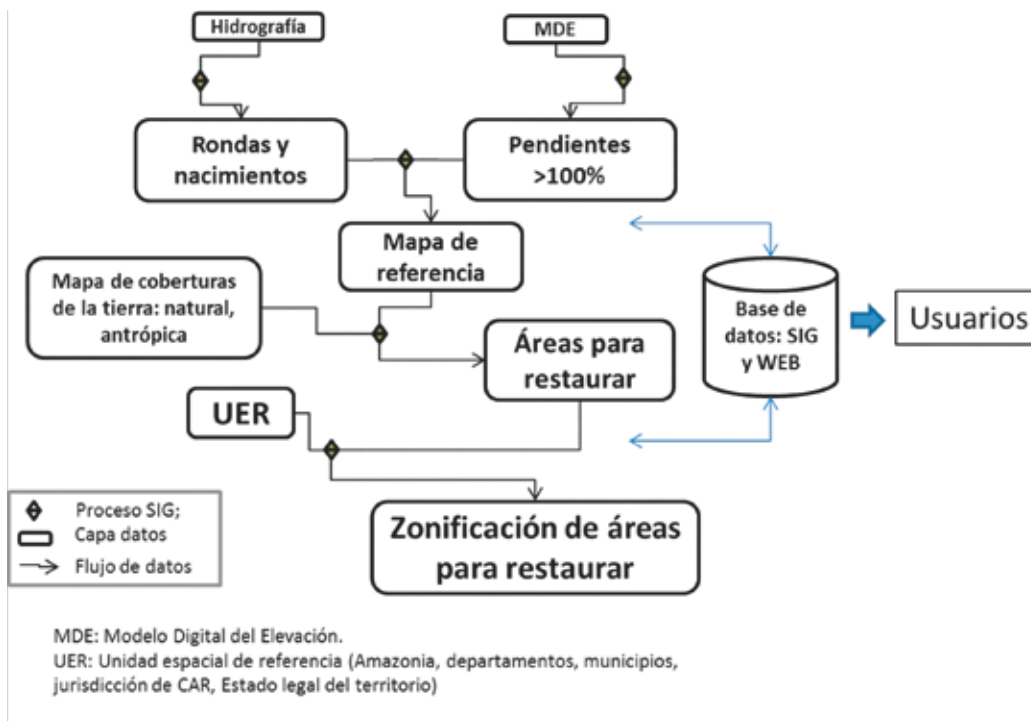 Hidrografía
MDE
Rondas y
nacimientos
Pendientes
>100%
Mapa de
referencia
Mapa de coberturas
de la tierra: natural,
antrópica
Base de
datos: SIG
y WEB
Usuarios
Áreas para
restaurar
UER
Zonificación de áreas
para restaurar
Proceso SIG;
Capa datos
Flujo de datos
MDE: Modelo Digital del Elevación.
UER: Unidad espacial de referencia (Amazonia, departamentos, municipios,
jurisdicción de CAR, Estado legal del territorio)